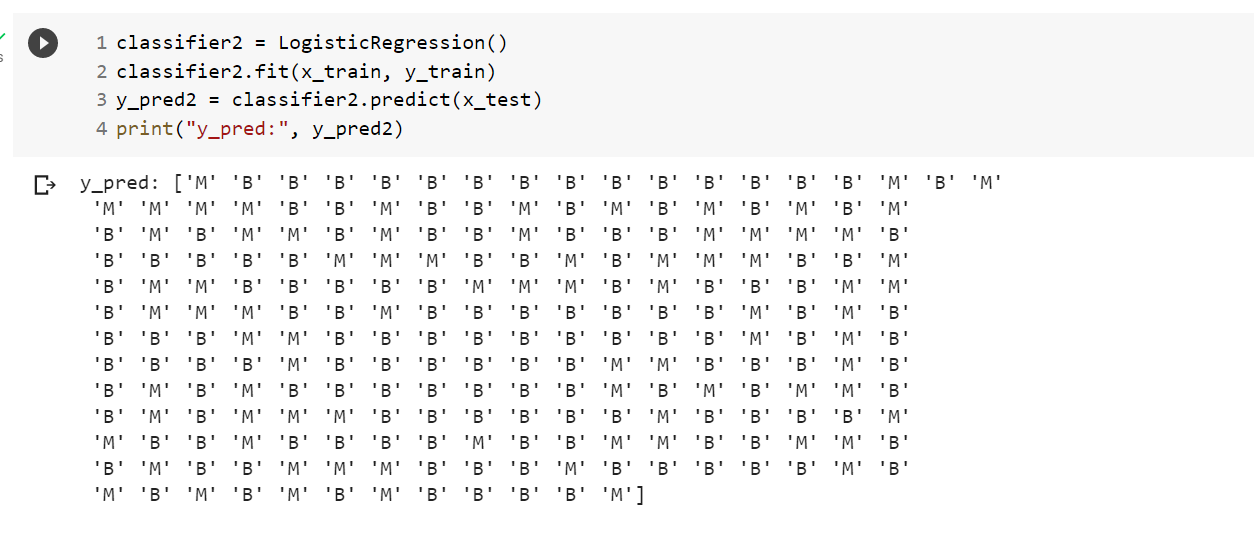 1 classifier2 = LogisticRegression()
2 classifier2.fit(x_train, y_train)
3 y_pred2 = classifier2.predict(x_test)
4 print("y_pred:", y_pred2)
y_pred: ['M' 'B' 'B' 'B' 'B' 'B' 'B' 'B' 'B' 'B' 'B' 'B' 'B' 'B' 'B' 'M' 'B' 'M'
'M' 'M' 'M' 'M' 'B' 'B' 'M' 'B' 'B' 'M' 'B' 'M' 'B' 'M' 'B' 'M' 'B' 'M'
'B' 'M' 'B' 'M' 'M' 'B' 'M' 'B' 'B' 'M' 'B' 'B' 'B' 'M' 'M' 'M' 'M' 'B'
'B' 'B' 'B' 'B' 'B' 'M' 'M' 'M' 'B' 'B' 'M' 'B' 'M' 'M' 'M' 'B' 'B' 'M'
'B' 'M' 'M' 'B' 'B' 'B' 'B' 'B' 'M' 'M' 'M' 'B' 'M' 'B' 'B' 'B' 'M' 'M'
'B' 'M' 'M' 'M' 'B' 'B' 'M' 'B' 'B' 'B' 'B' 'B' 'B' 'B' 'M' 'B' 'M' 'B'
'B' 'B' 'B' 'M' 'M' 'B' 'B' 'B' 'B' 'B' 'B' 'B' 'B' 'B' 'M' 'B' 'M' 'B'
'B' 'B' 'B' 'B' 'M' 'B' 'B' 'B' 'B' 'B' 'B' 'M' 'M' 'B' 'B' 'B' 'M' 'B'
'B' 'M' 'B' 'M' 'B' 'B' 'B' 'B' 'B' 'B' 'B' 'M' 'B' 'M' 'B' 'M' 'M' 'B'
'B' 'M' 'B' 'M' 'M' 'M' 'B' 'B' 'B' 'B' 'B' 'B' 'M' 'B' 'B' 'B' 'B' 'M'
'M' 'B' 'B' 'M' 'B' 'B' 'B' 'B' 'M' 'B' 'B' 'M' 'M' 'B' 'B' 'M' 'M' 'B'
'B' 'M' 'B' 'B' 'M' 'M' 'M' 'B' 'B' 'B' 'M' 'B' 'B' 'B' 'B' 'B' 'M' 'B'
'M' 'B' 'M' 'B' 'M' 'B' 'M' 'B' 'B' 'B' 'B' 'M']